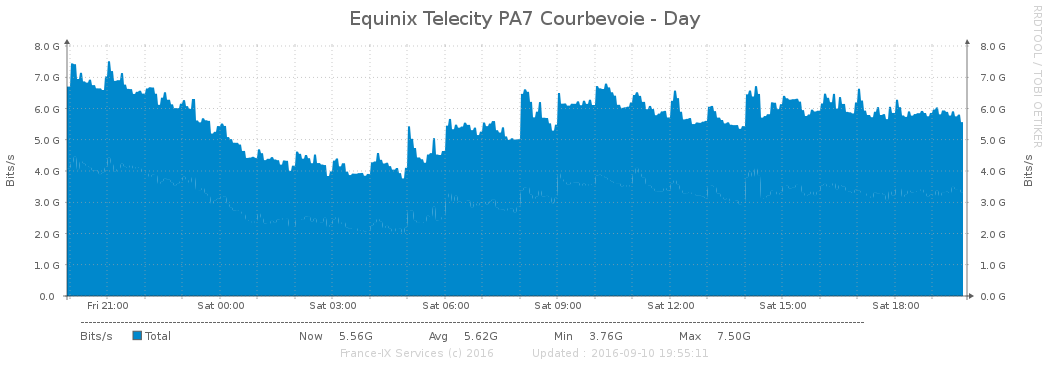 Equinix Telecity PA7 Courbevoie - Day
RRDTOOL / TOBI OETIKER
8.0 G 8.0 G
7.0 G 7.0 G
6.0 G 6.0 G
5.0 G 5.0 G
4.0 G 4.0 G
3.0 G 3.0 G
2.0 G 2.0 G
1.0 G 1.0 G
0.0 0.0 G
Bits/s Bits/s
Fri 21:00 Sat 00:00 Sat 03:00 Sat 06:00 Sat 09:00 Sat 12:00 Sat 15:00 Sat 18:00
Bits/s Total Now 5.56G Avg 5.62G Min 3.76G Max 7.50G
France-IX Services (c) 2016 Updated : 2016-09-10 19:55:11